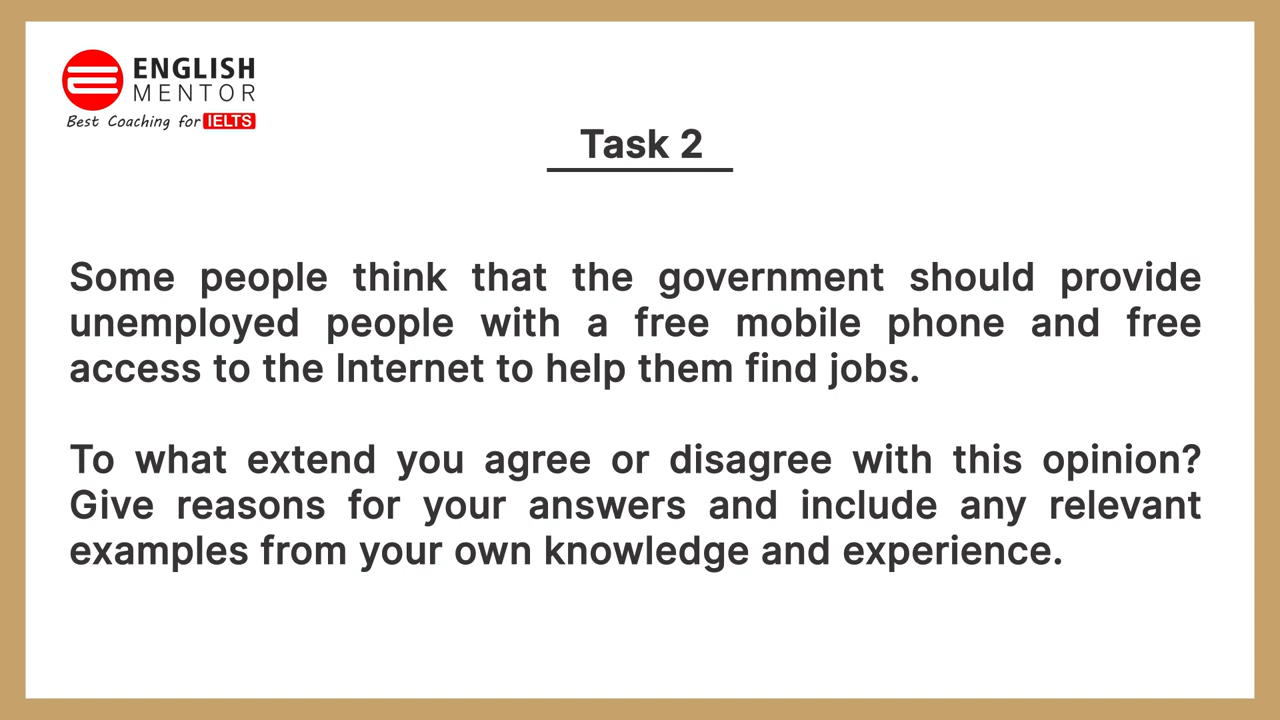 ENGLISH
MENTOR
Best Coaching for IELTS
Task 2
Some people think that the government should provide
unemployed people with a free mobile phone and free
access to the Internet to help them find jobs.
To what extend you agree or disagree with this opinion?
Give reasons for your answers and include any relevant
examples from your own knowledge and experience.